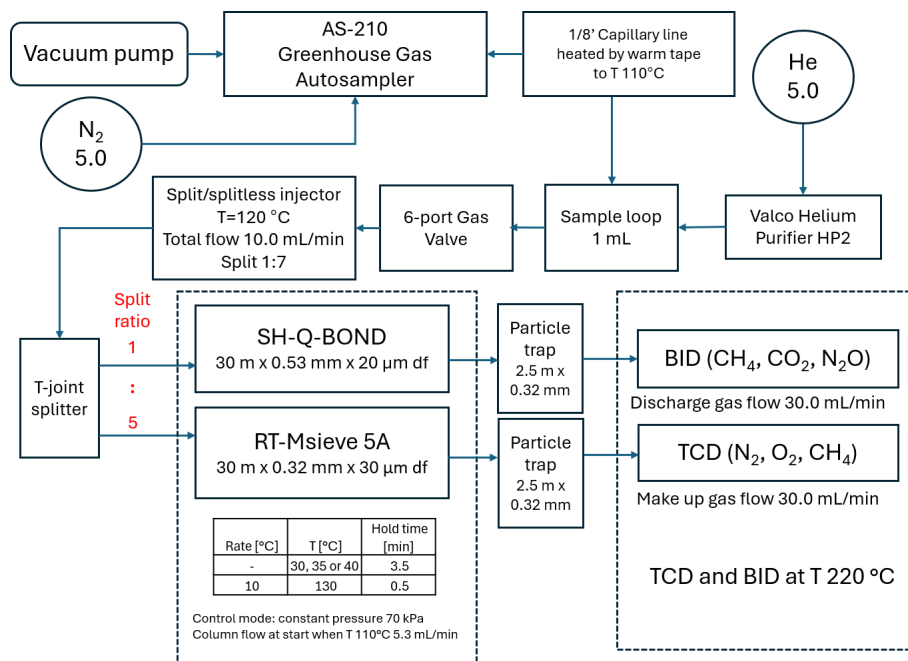 Vacuum pump
AS-210
Greenhouse Gas
Autosampler
1/8’ Capillary line
heated by warm tape
to T 110°C
He
5.0
N₂
5.0
Split/splitless injector
T=120 °C
Total flow 10.0 mL/min
Split 1:7
6-port Gas
Valve
Sample loop
1 mL
Valco Helium
Purifier HP2
Split
ratio
1
:
5
T-joint
splitter
SH-Q-BOND
30 m x 0.53 mm x 20 µm df
RT-Msieve 5A
30 m x 0.32 mm x 30 µm df
Particle
trap
2.5 m x
0.32 mm
Particle
trap
2.5 m x
0.32 mm
BID (CH₄, CO₂, N₂O)
Discharge gas flow 30.0 mL/min
TCD (N₂, O₂, CH₄)
Make up gas flow 30.0 mL/min
TCD and BID at T 220 °C
Rate [°C] T [°C] Hold time [min]
- 30, 35 or 40 3.5
10 130 0.5
Control mode: constant pressure 70 kPa
Column flow at start when T 110°C 5.3 mL/min